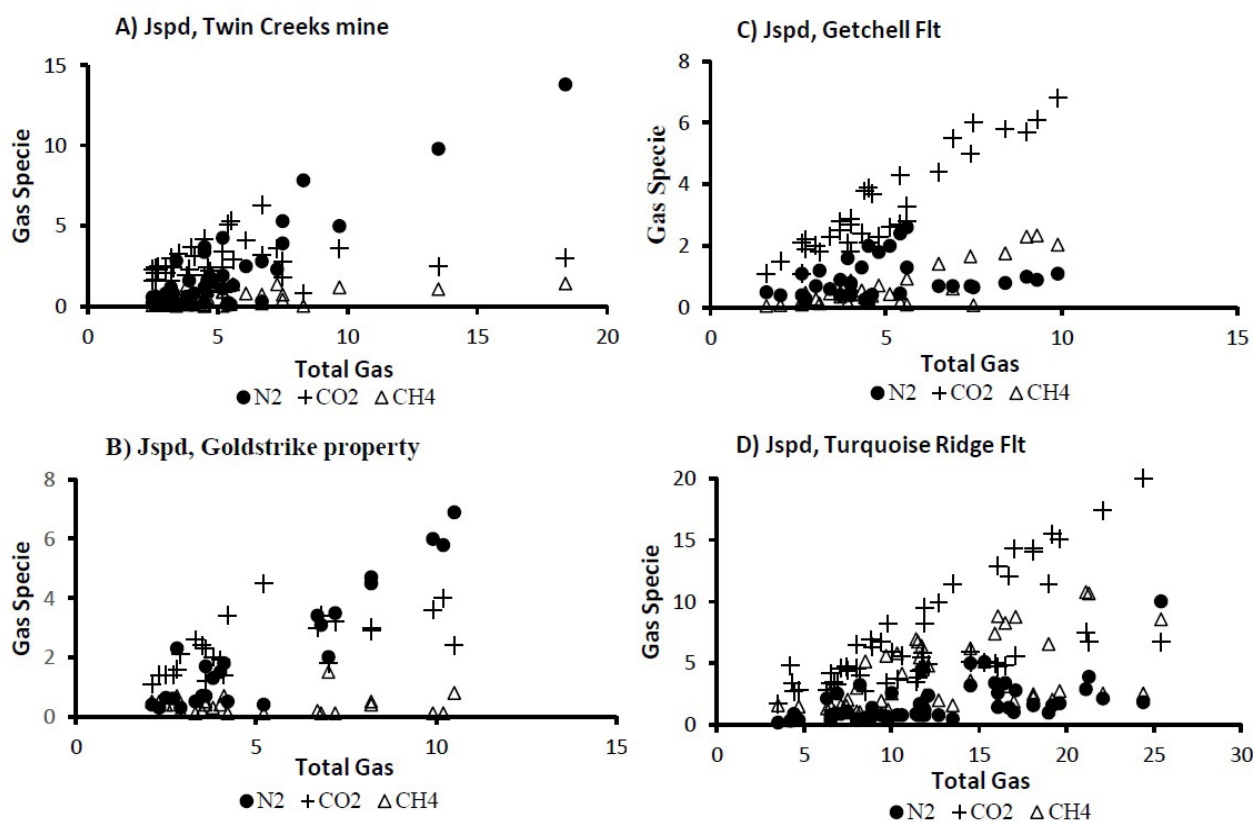 A) Jspd, Twin Creeks mine
15
10
5
0
Gas Specie
0 5 10 15 20
Total Gas
N2 CO2 CH4
B) Jspd, Goldstrike property
8
6
4
2
0
Gas Specie
0 5 10 15
Total Gas
N2 CO2 CH4
C) Jspd, Getchell Flt
8
6
4
2
0
Gas Specie
0 5 10 15
Total Gas
N2 CO2 CH4
D) Jspd, Turquoise Ridge Flt
20
15
10
5
0
Gas Specie
0 5 10 15 20 25 30
Total Gas
N2 CO2 CH4